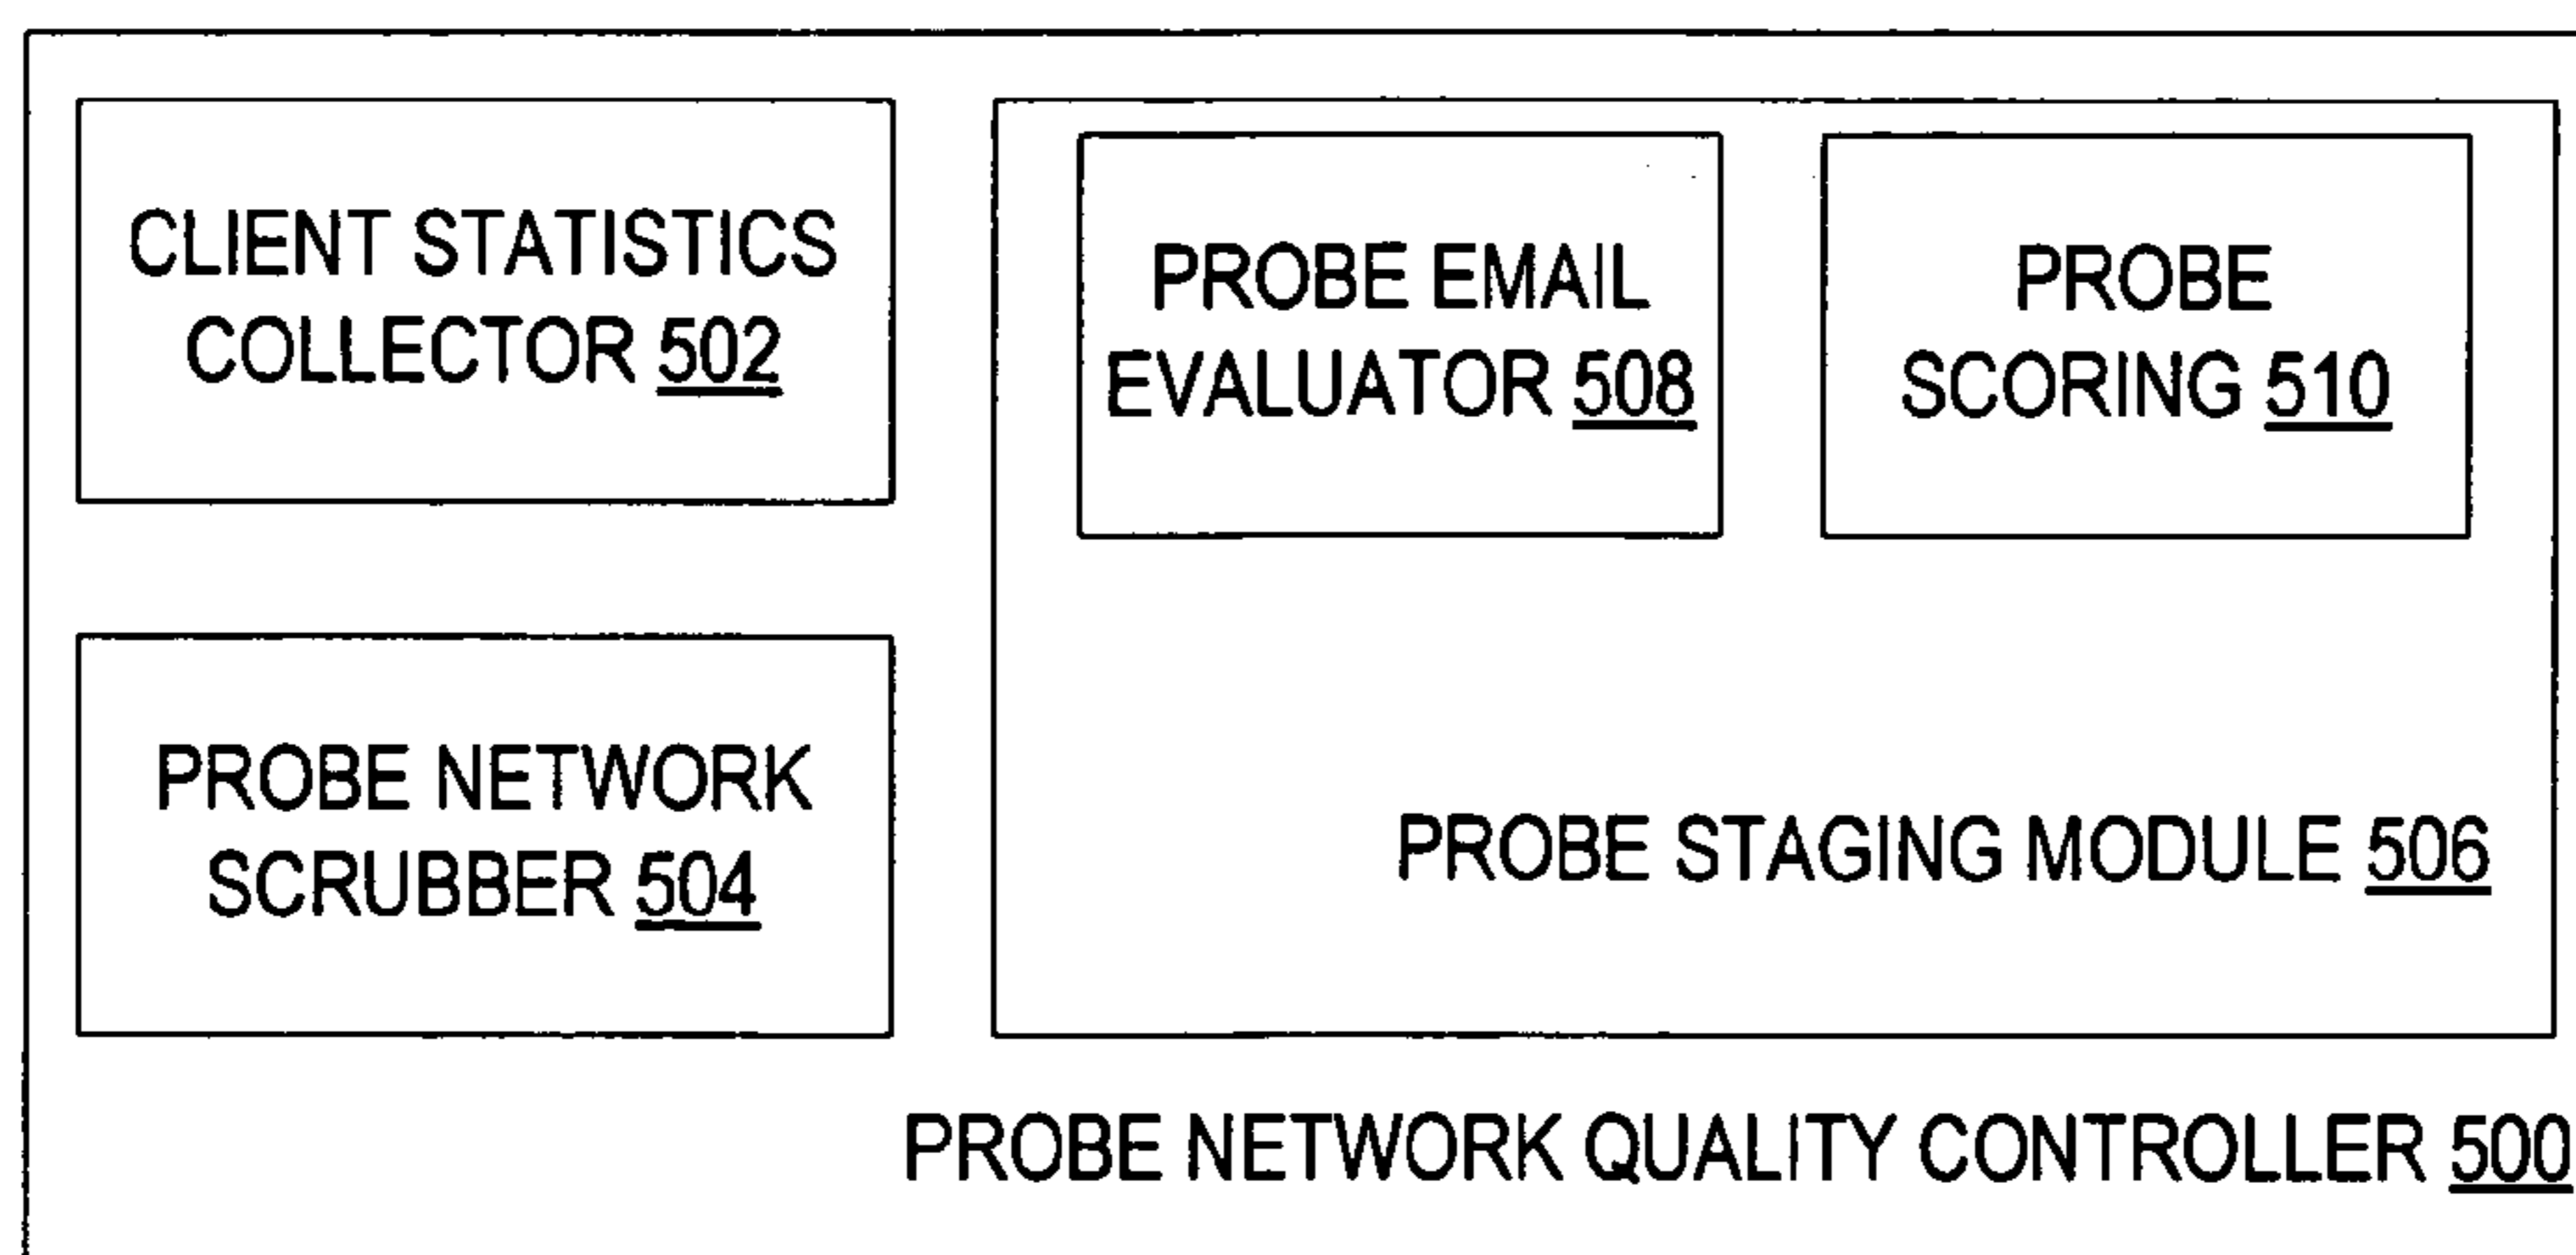 CLIENT STATISTICS
COLLECTOR 502
PROBE EMAIL
EVALUATOR 508
PROBE
SCORING 510
PROBE NETWORK
SCRUBBER 504
PROBE STAGING MODULE 506
PROBE NETWORK QUALITY CONTROLLER 500